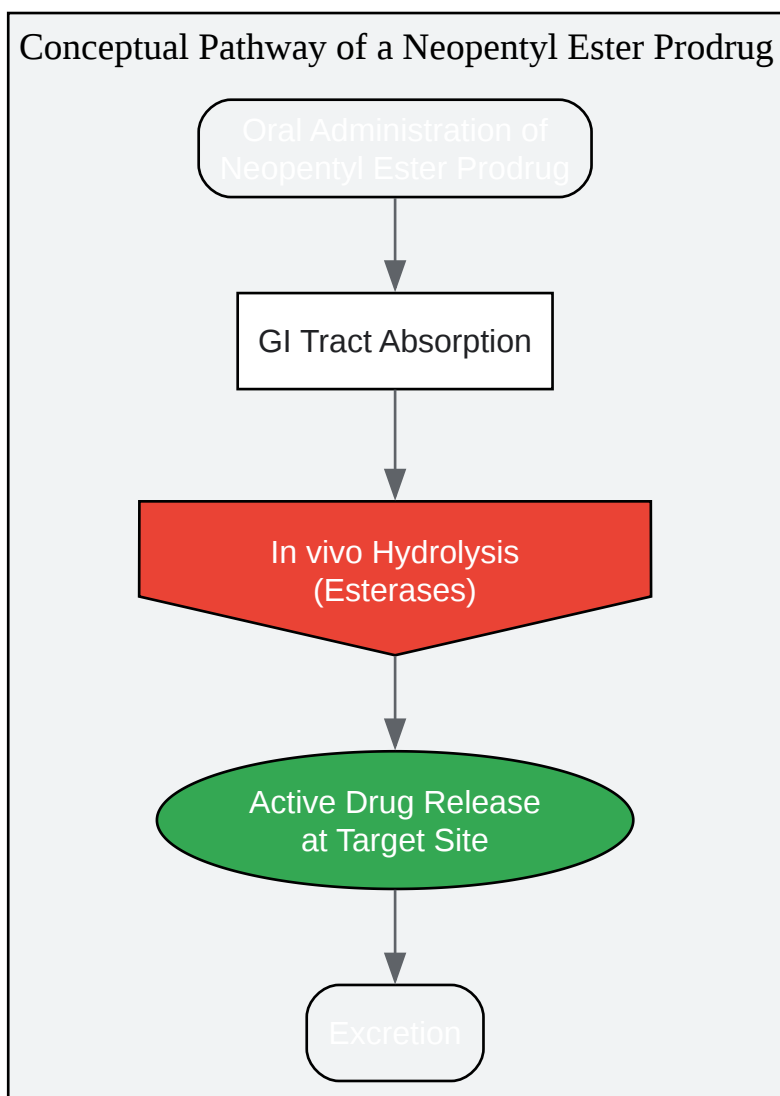 Conceptual Pathway of a Neopentyl Ester Prodrug
Oral Administration of
Neopentyl Ester Prodrug
GI Tract Absorption
In vivo Hydrolysis
(Esterases)
Active Drug Release
at Target Site
Excretion